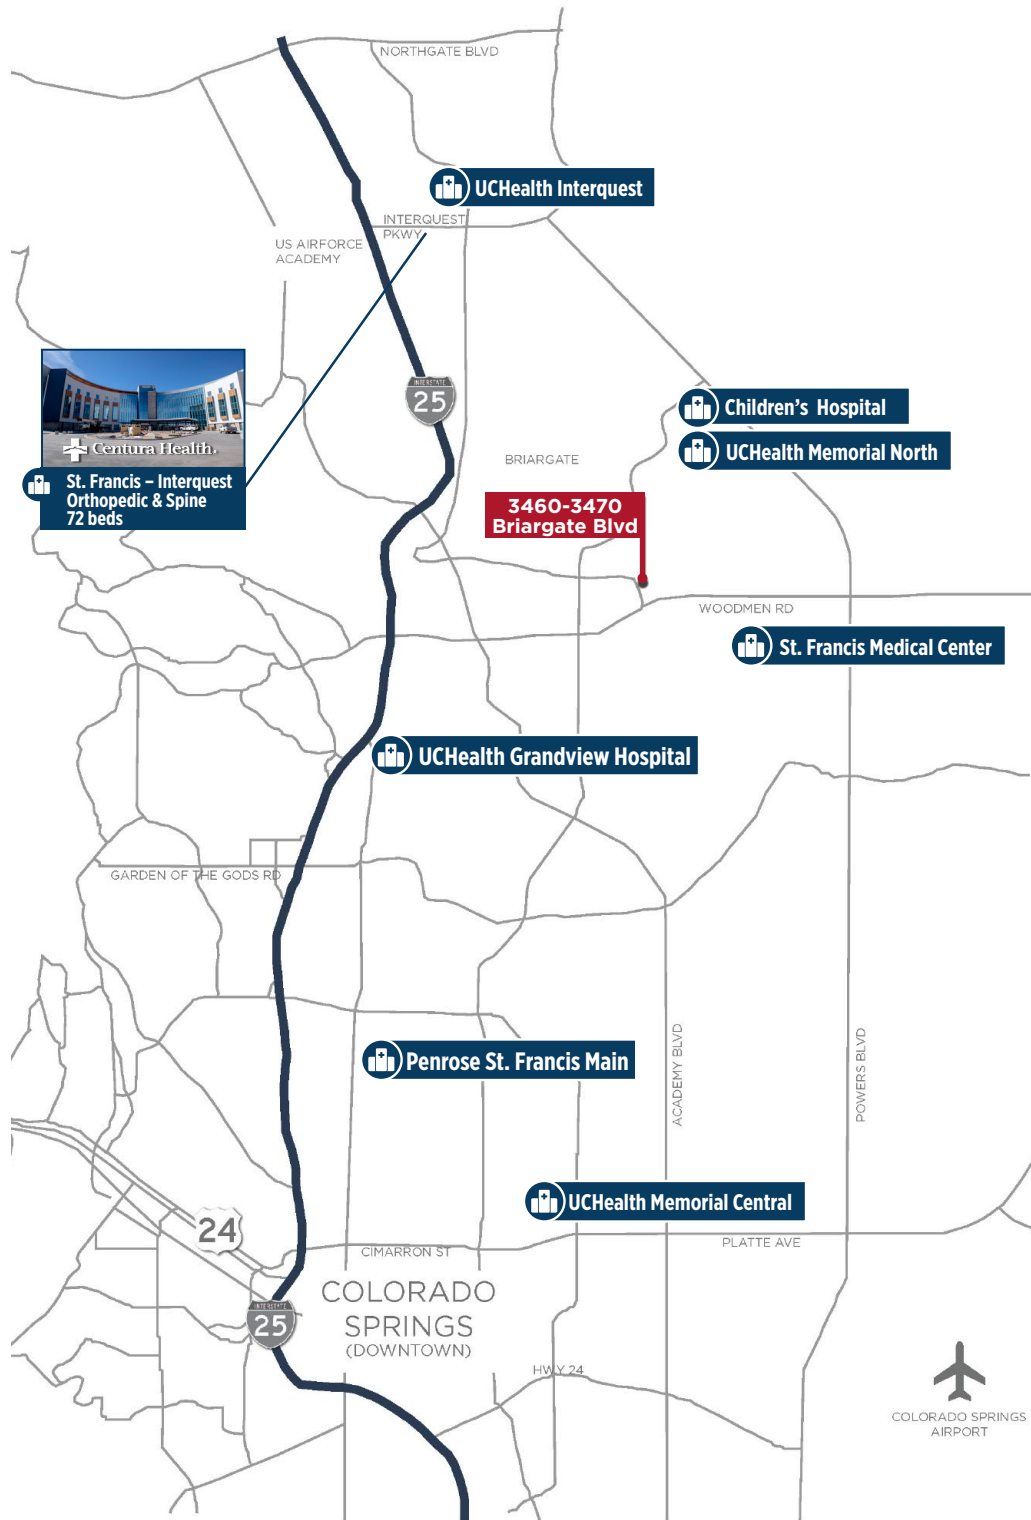 NORTHGATE BLVD
UCHealth Interquest
INTERQUEST
PKWY
US AIRFORCE
ACADEMY
INTERSTATE
25
Centura Health®
St. Francis – Interquest
Orthopedic & Spine
72 beds
Children's Hospital
UCHealth Memorial North
BRIARGATE
3460-3470
Briargate Blvd
WOODMEN RD
St. Francis Medical Center
UCHealth Grandview Hospital
GARDEN OF THE GODS RD
Penrose St. Francis Main
ACADEMY BLVD
POWERS BLVD
UCHealth Memorial Central
24
CIMARRON ST
PLATTE AVE
COLORADO
SPRINGS
(DOWNTOWN)
INTERSTATE
25
HWY 24
COLORADO SPRINGS
AIRPORT